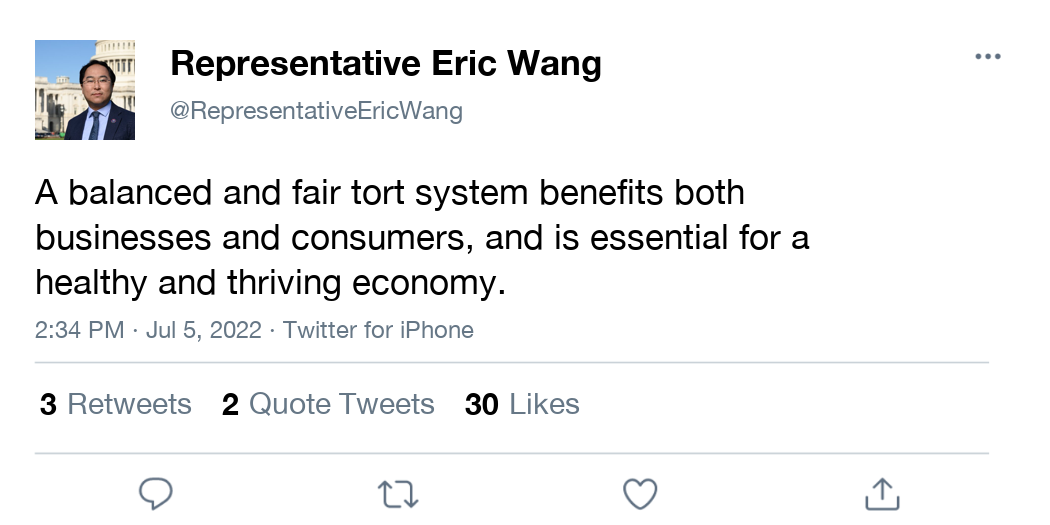 Representative Eric Wang
@RepresentativeEricWang
A balanced and fair tort system benefits both
businesses and consumers, and is essential for a
healthy and thriving economy.
2:34 PM · Jul 5, 2022 · Twitter for iPhone
3 Retweets 2 Quote Tweets 30 Likes